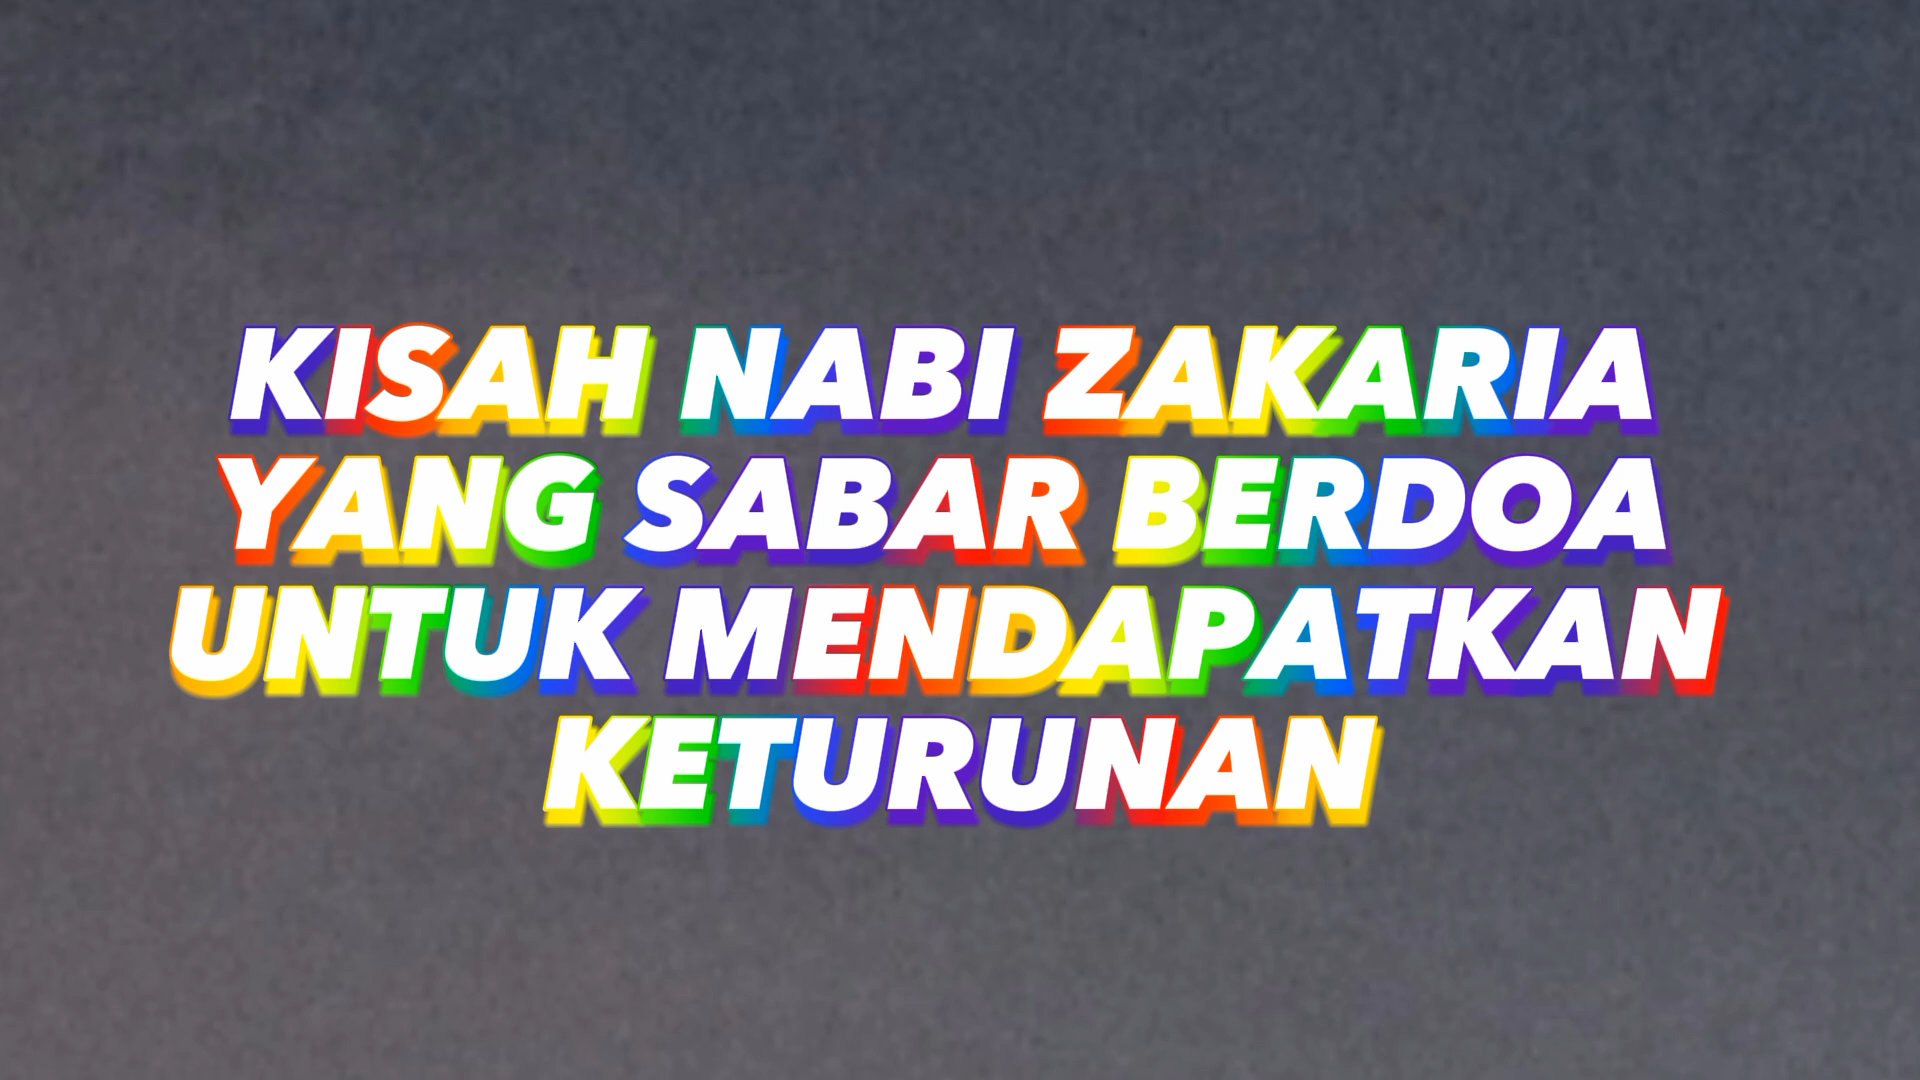 KISAH NABI ZAKARIA
YANG SABAR BERDOA
UNTUK MENDAPATKAN
KETURUNAN